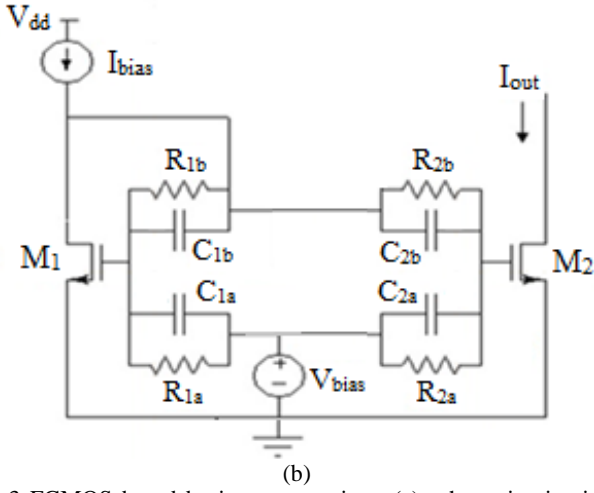 Vdd
Ibias
Iout
R1b
R2b
C1b
C2b
M1
M2
C1a
C2a
Vbias
R1a
R2a
(b)